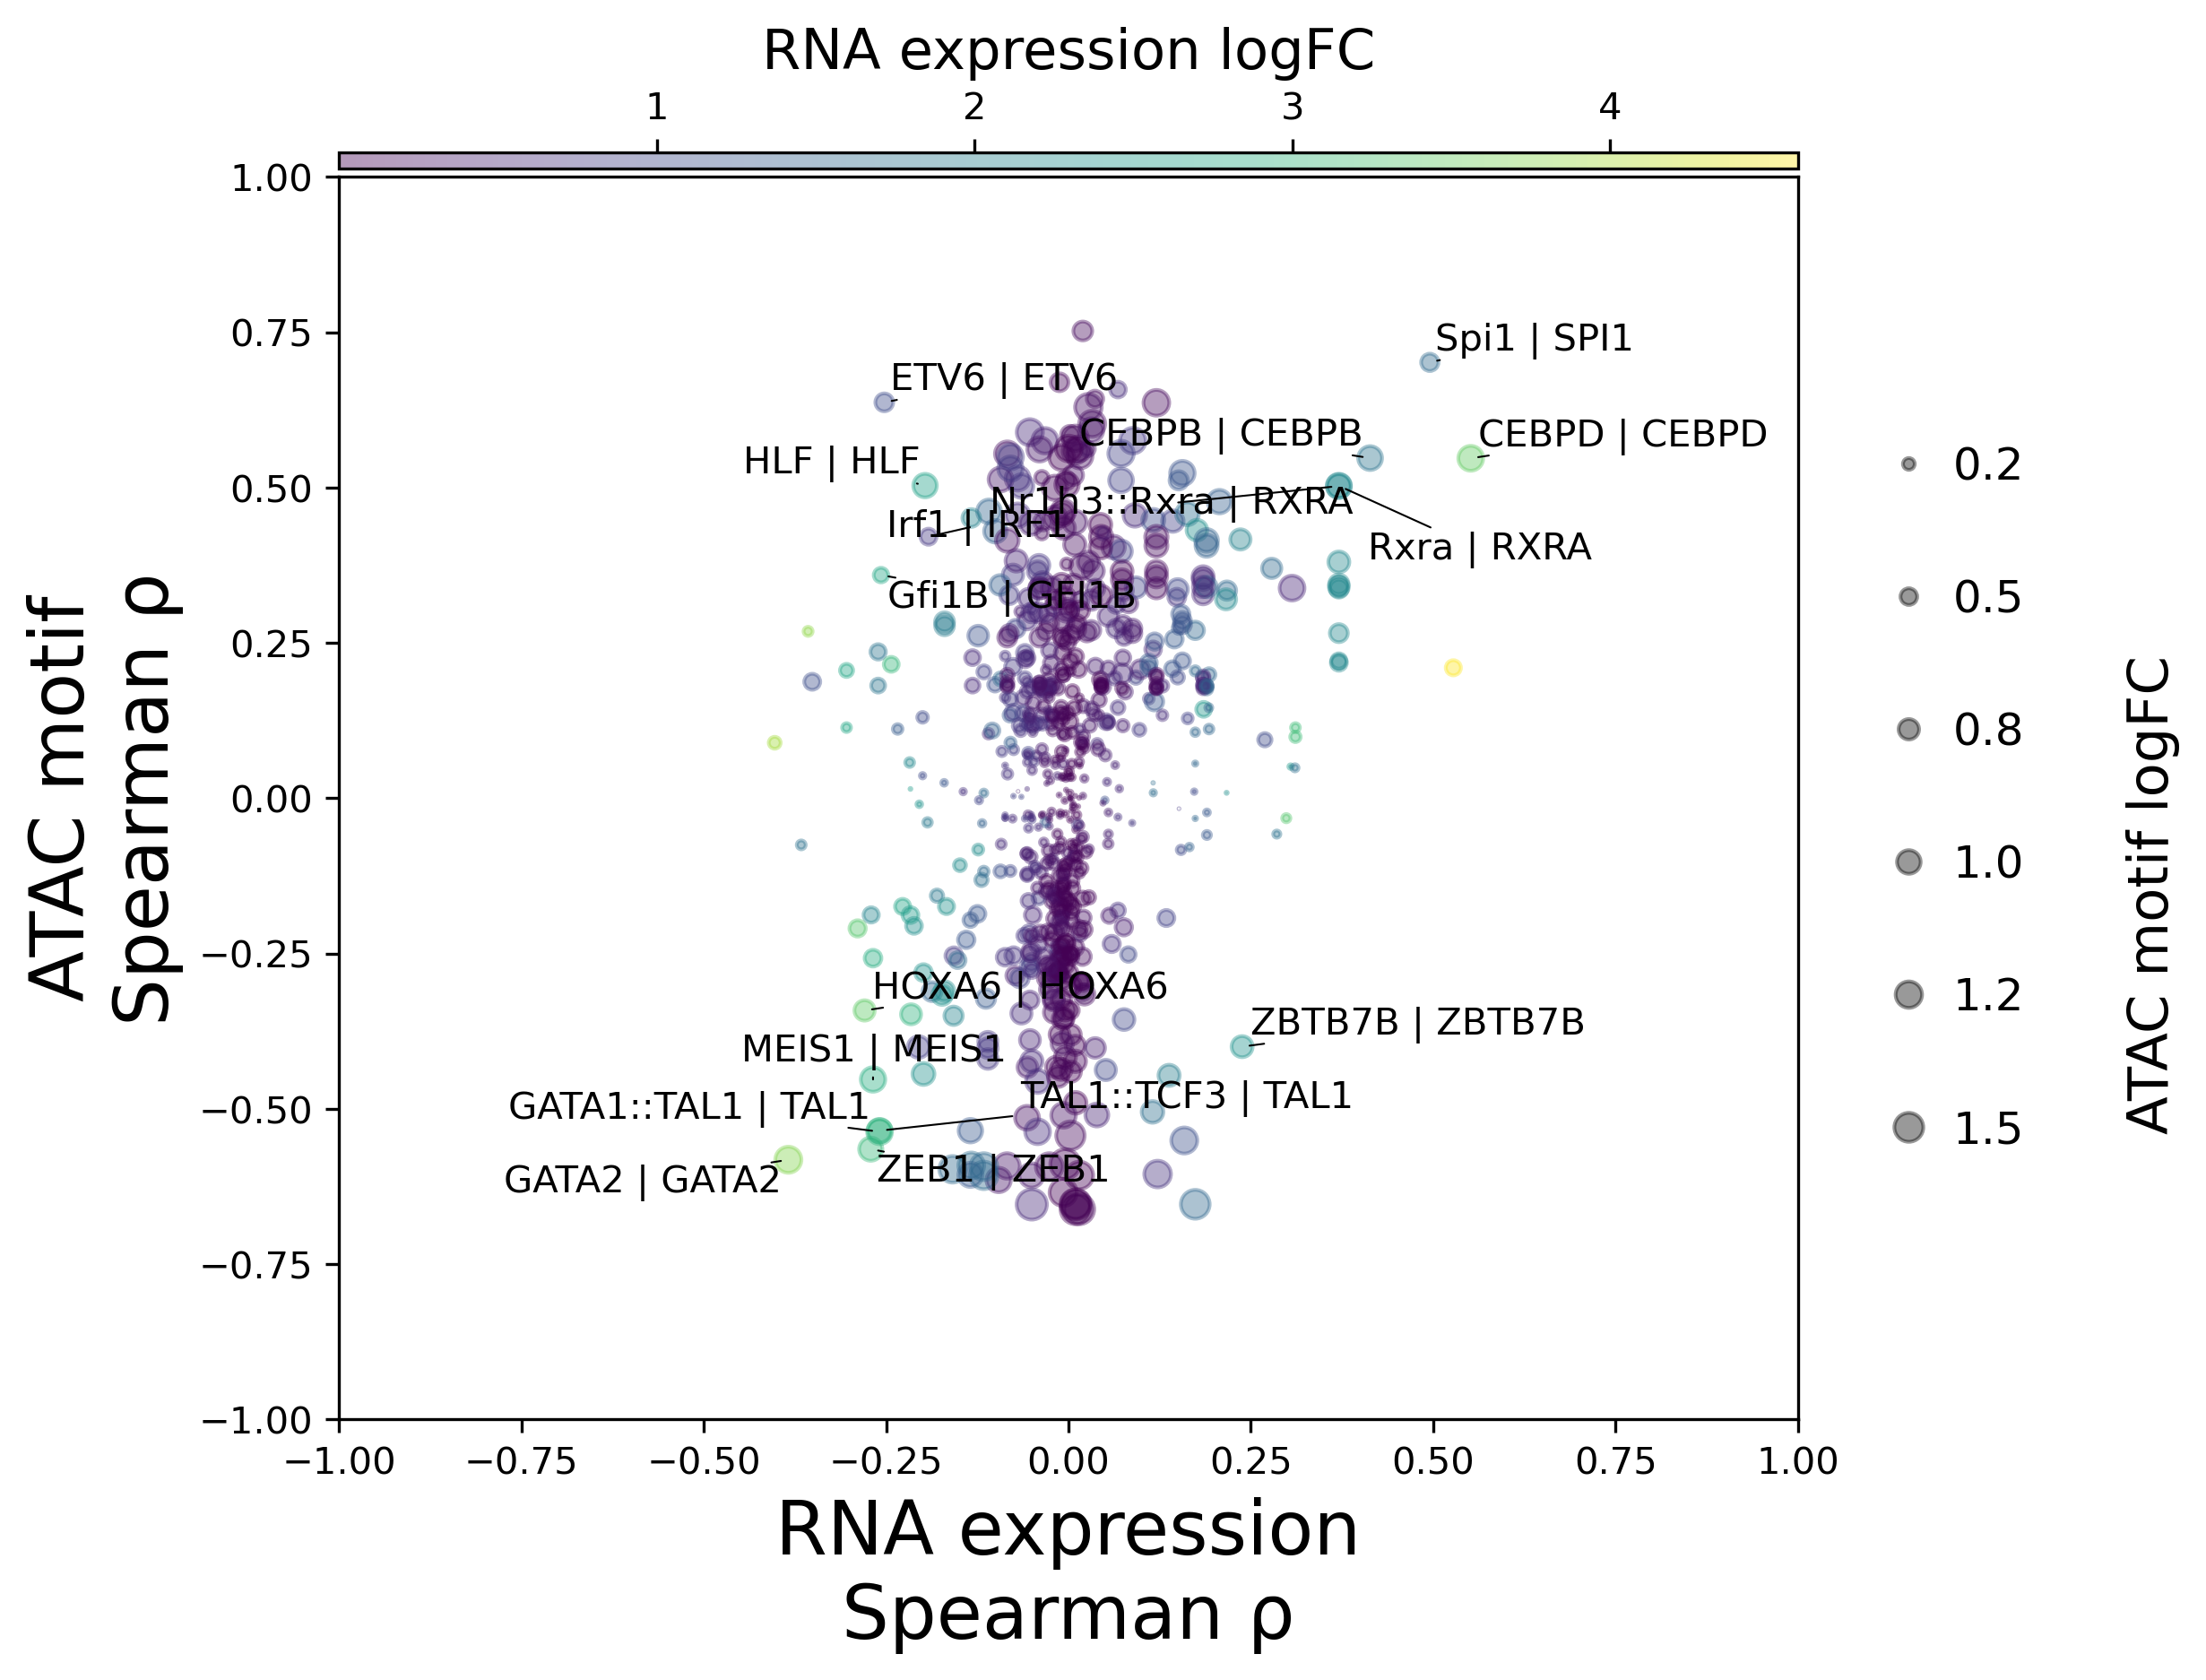 RNA expression logFC
1 2 3 4
1.00
0.75
0.50
0.25
0.00
−0.25
−0.50
−0.75
−1.00
ATAC motif
Spearman ρ
Spi1 | SPI1
ETV6 | ETV6
CEBPB | CEBPB
CEBPD | CEBPD
HLF | HLF
Nr1h3::Rxra | RXRA
Irf1 | IRF1
Rxra | RXRA
Gfi1B | GFI1B
HOXA6 | HOXA6
ZBTB7B | ZBTB7B
MEIS1 | MEIS1
TAL1::TCF3 | TAL1
GATA1::TAL1 | TAL1
ZEB1 | ZEB1
GATA2 | GATA2
−1.00 −0.75 −0.50 −0.25 0.00 0.25 0.50 0.75 1.00
RNA expression
Spearman ρ
0.2
0.5
0.8
1.0
1.2
1.5
ATAC motif logFC